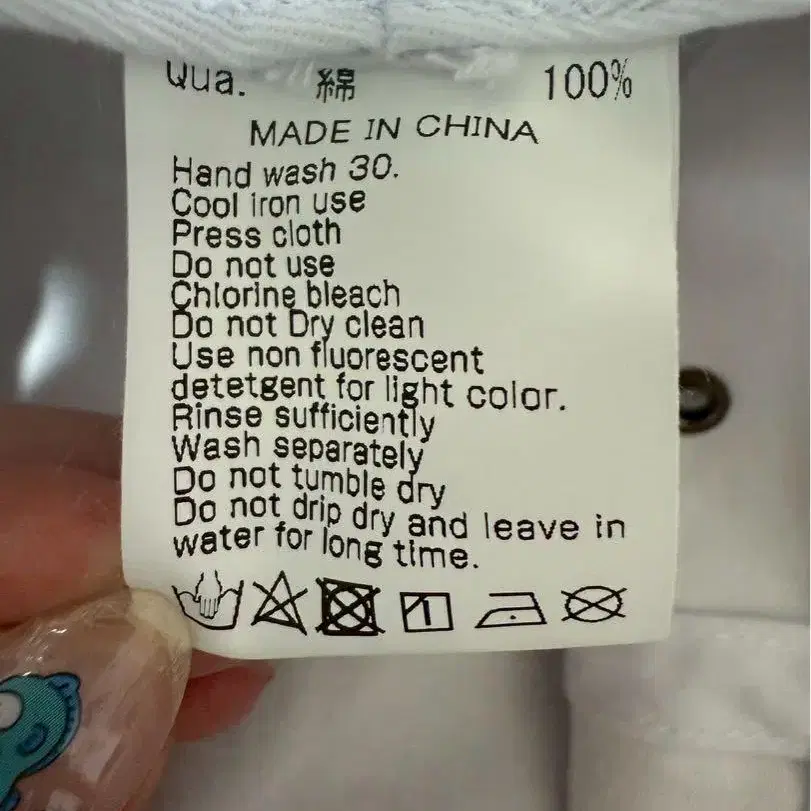 Qua. 綿 100%
MADE IN CHINA
Hand wash 30.
Cool iron use
Press cloth
Do not use
Chlorine bleach
Do not Dry clean
Use non fluorescent
detetgent for light color.
Rinse sufficiently
Wash separately
Do not tumble dry
Do not drip dry and leave in
water for long time.